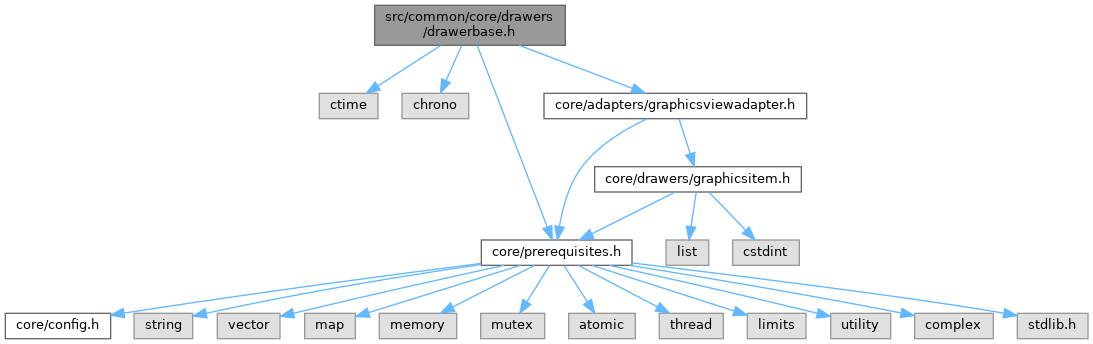 src/common/core/drawers
/drawerbase.h
ctime
chrono
core/adapters/graphicsviewadapter.h
core/drawers/graphicsitem.h
core/prerequisites.h
list
cstdint
core/config.h
string
vector
map
memory
mutex
atomic
thread
limits
utility
complex
stdlib.h